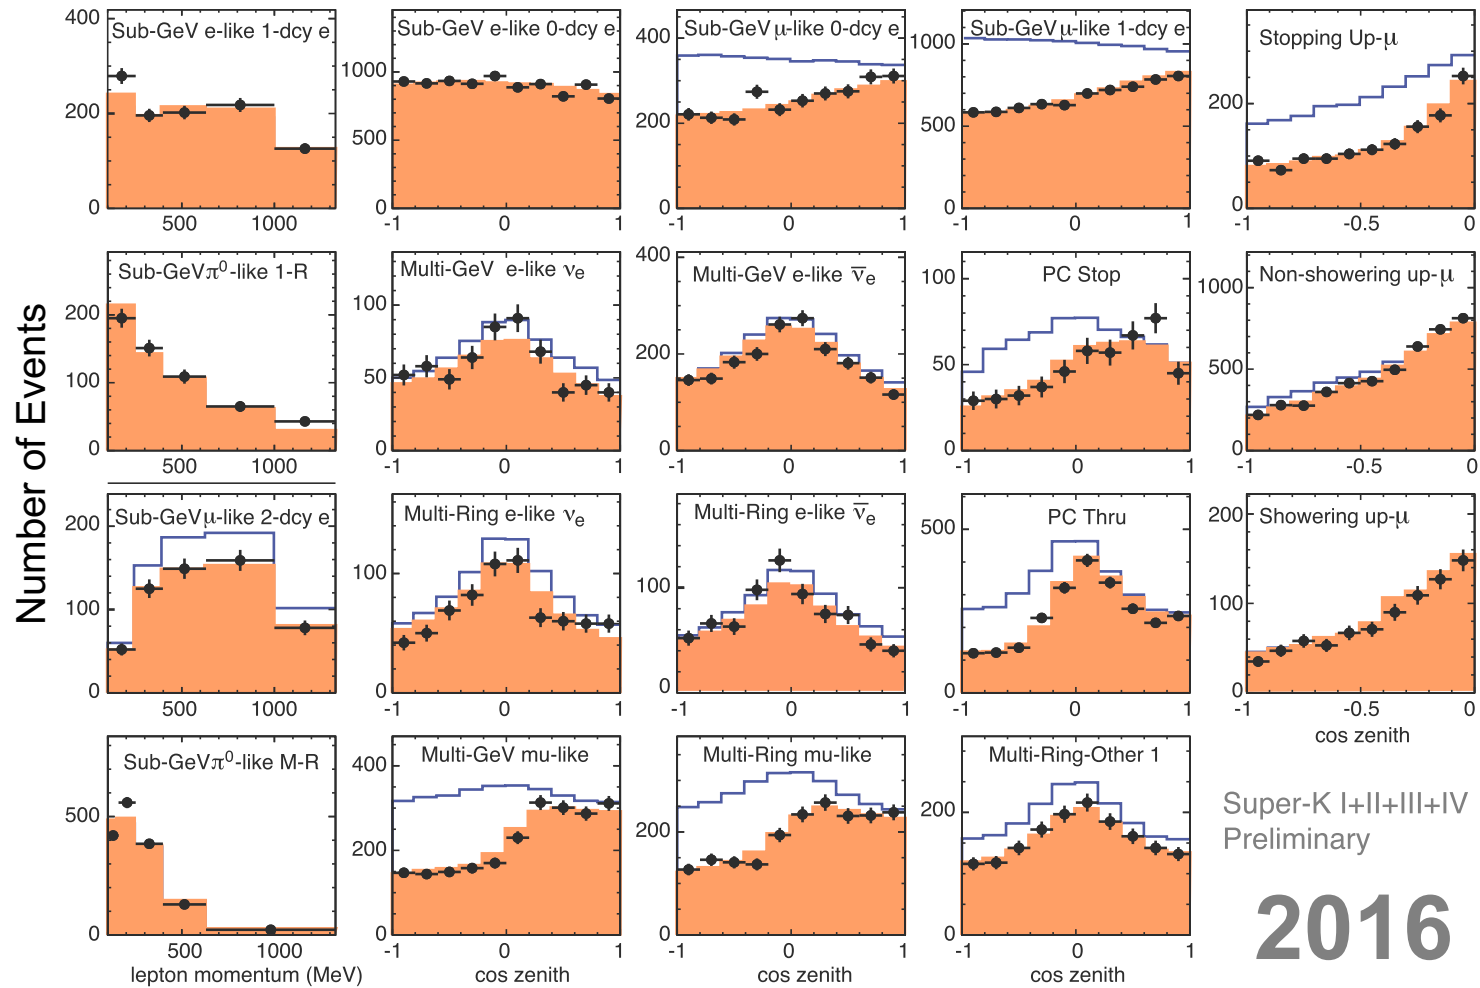 Number of Events
Sub-GeV e-like 1-dcy e
400
200
0
500 1000
Sub-GeV e-like 0-dcy e
1000
500
0
-1 0 1
Sub-GeV μ-like 0-dcy e
400
200
0
-1 0 1
Sub-GeV μ-like 1-dcy e
1000
500
0
-1 0 1
Stopping Up-μ
200
0
-1 -0.5 0
Sub-GeV π⁰-like 1-R
200
100
0
500 1000
Multi-GeV e-like νe
100
50
0
-1 0 1
Multi-GeV e-like ν̅e
400
200
0
-1 0 1
PC Stop
100
50
0
-1 0 1
Non-showering up-μ
1000
500
0
-1 -0.5 0
Sub-GeV μ-like 2-dcy e
200
100
0
500 1000
Multi-Ring e-like νe
100
0
-1 0 1
Multi-Ring e-like ν̅e
100
0
-1 0 1
PC Thru
500
0
-1 0 1
Showering up-μ
200
100
0
-1 -0.5 0
cos zenith
Sub-GeV π⁰-like M-R
500
0
500 1000
lepton momentum (MeV)
Multi-GeV mu-like
400
200
0
-1 0 1
cos zenith
Multi-Ring mu-like
200
0
-1 0 1
cos zenith
Multi-Ring-Other 1
200
0
-1 0 1
cos zenith
Super-K I+II+III+IV
Preliminary
2016